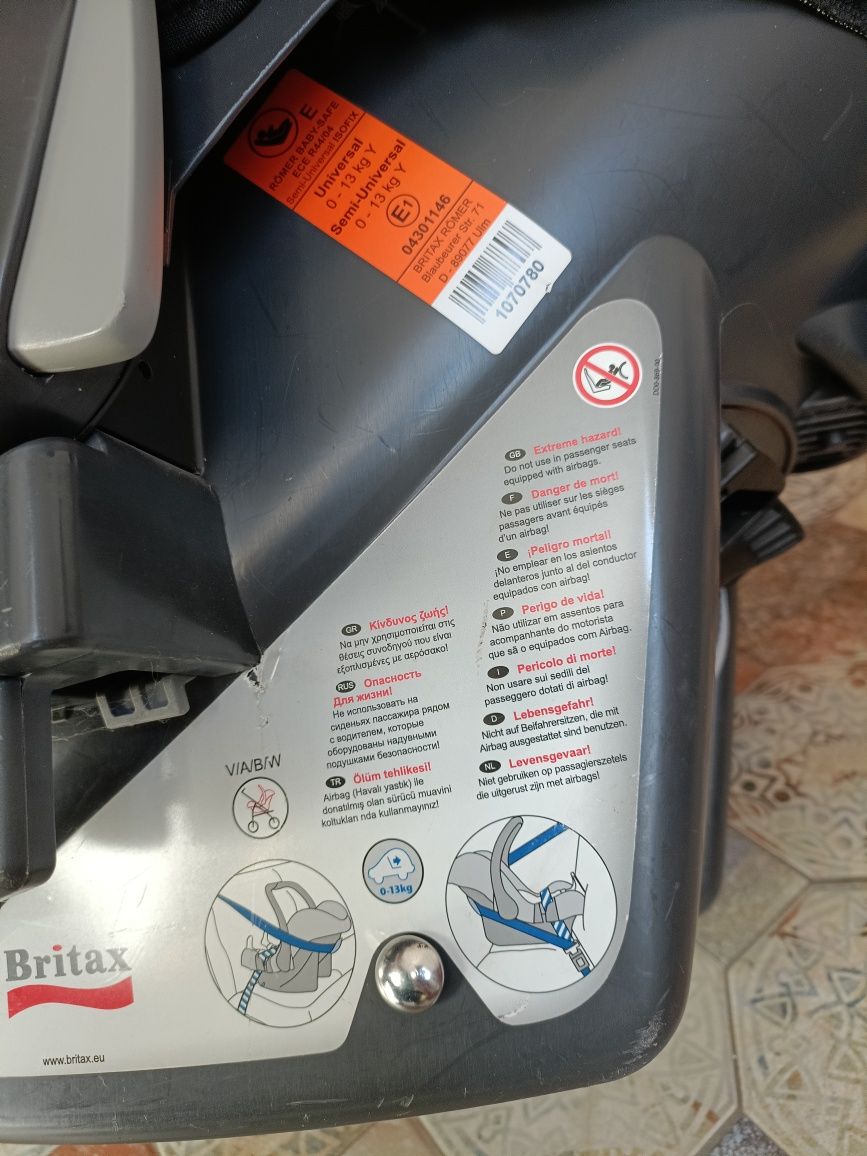 E
RÖMER BABY-SAFE
ECE R44/04
Semi-Universal ISOFIX
Universal
0 - 13 kg Y
Semi-Universal
0 - 13 kg Y
E1
04301146
BRITAX RÖMER
Blaubeurer Str. 71
D - 89077 Ulm
1070780
GB Extreme hazard!
Do not use in passenger seats
equipped with airbags.
F Danger de mort!
Ne pas utiliser sur les sièges
passagers avant équipés
d'un airbag!
E ¡Peligro mortal!
¡No emplear en los asientos
delanteros junto al del conductor
equipados con airbag!
P Perigo de vida!
Não utilizar em assentos para
acompanhante do motorista
que sã o equipados com Airbag.
I Pericolo di morte!
Non usare sui sedili del
passeggero dotati di airbag!
D Lebensgefahr!
Nicht auf Beifahrersitzen, die mit
Airbag ausgestattet sind benutzen.
NL Levensgevaar!
Niet gebruiken op passagierszetels
die uitgerust zijn met airbags!
GR Κίνδυνος ζωής!
Να μην χρησιμοποιείται στις
θέσεις συνοδηγού που είναι
εξοπλισμένες με αερόσακο!
RUS Опасность
Для жизни!
Не использовать на
сиденьях пассажира рядом
с водителем, которые
оборудованы надувными
подушками безопасности!
TR Ölüm tehlikesi!
Airbag (Havalı yastık) ile
donatılmış olan sürücü muavini
koltukları nda kullanmayınız!
V/A/B/W
0-13kg
Britax
www.britax.eu